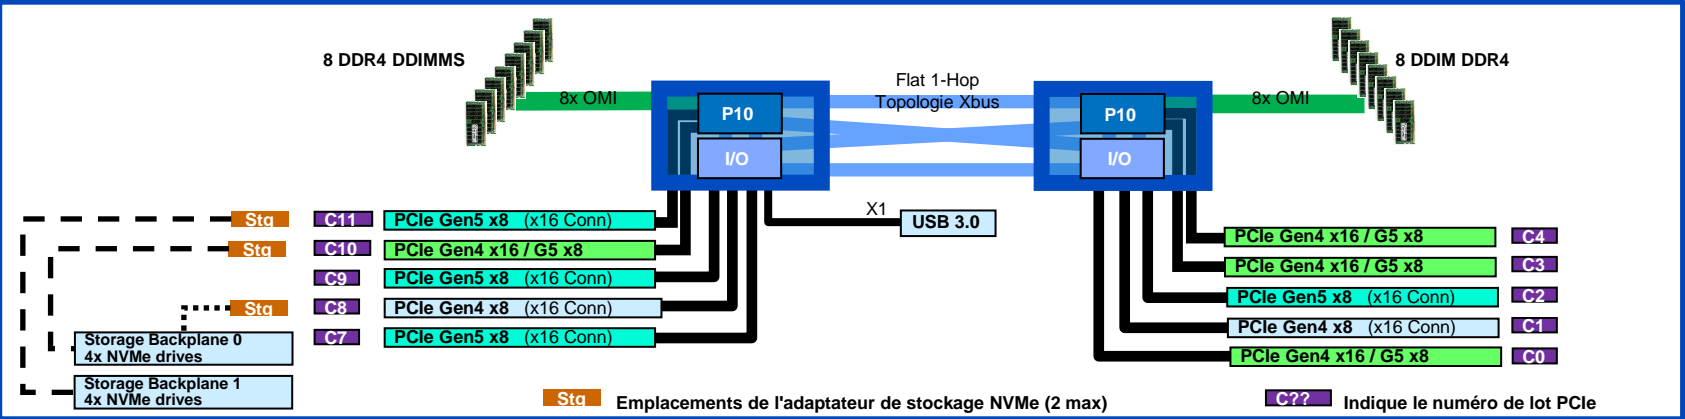 8 DDR4 DDIMMS
8x OMI
P10
I/O
Flat 1-Hop
Topologie Xbus
P10
I/O
8x OMI
8 DDIM DDR4
Stg C11 PCIe Gen5 x8 (x16 Conn)
Stg C10 PCIe Gen4 x16 / G5 x8
C9 PCIe Gen5 x8 (x16 Conn)
Stg C8 PCIe Gen4 x8 (x16 Conn)
C7 PCIe Gen5 x8 (x16 Conn)
X1
USB 3.0
PCIe Gen4 x16 / G5 x8 C4
PCIe Gen4 x16 / G5 x8 C3
PCIe Gen5 x8 (x16 Conn) C2
PCIe Gen4 x8 (x16 Conn) C1
PCIe Gen4 x16 / G5 x8 C0
Storage Backplane 0
4x NVMe drives
Storage Backplane 1
4x NVMe drives
Stg Emplacements de l'adaptateur de stockage NVMe (2 max)
C?? Indique le numéro de lot PCIe